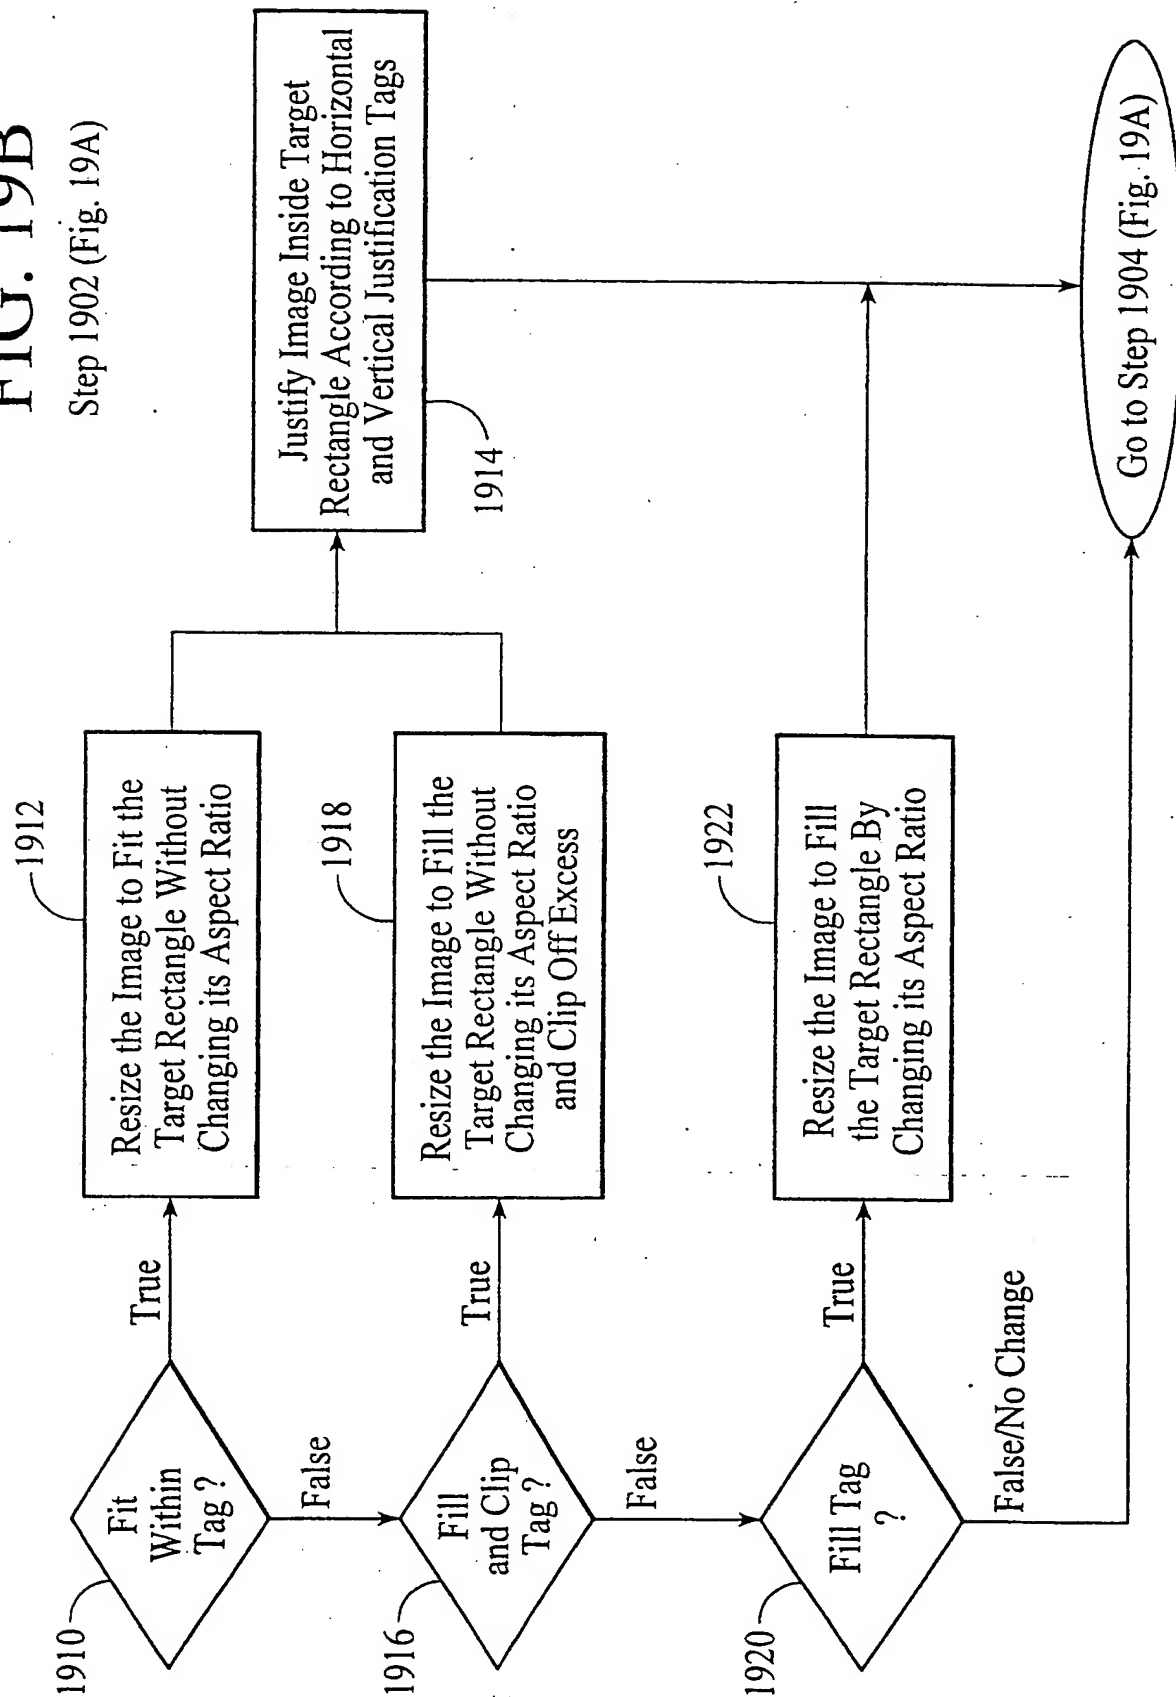 FIG. 19B
Step 1902 (Fig. 19A)
1910
Fit
Within
Tag ?
True
False
1912
Resize the Image to Fit the
Target Rectangle Without
Changing its Aspect Ratio
1916
Fill
and Clip
Tag ?
True
False
1918
Resize the Image to Fill the
Target Rectangle Without
Changing its Aspect Ratio
and Clip Off Excess
1914
Justify Image Inside Target
Rectangle According to Horizontal
and Vertical Justification Tags
1920
Fill Tag
?
True
False/No Change
1922
Resize the Image to Fill
the Target Rectangle By
Changing its Aspect Ratio
Go to Step 1904 (Fig. 19A)